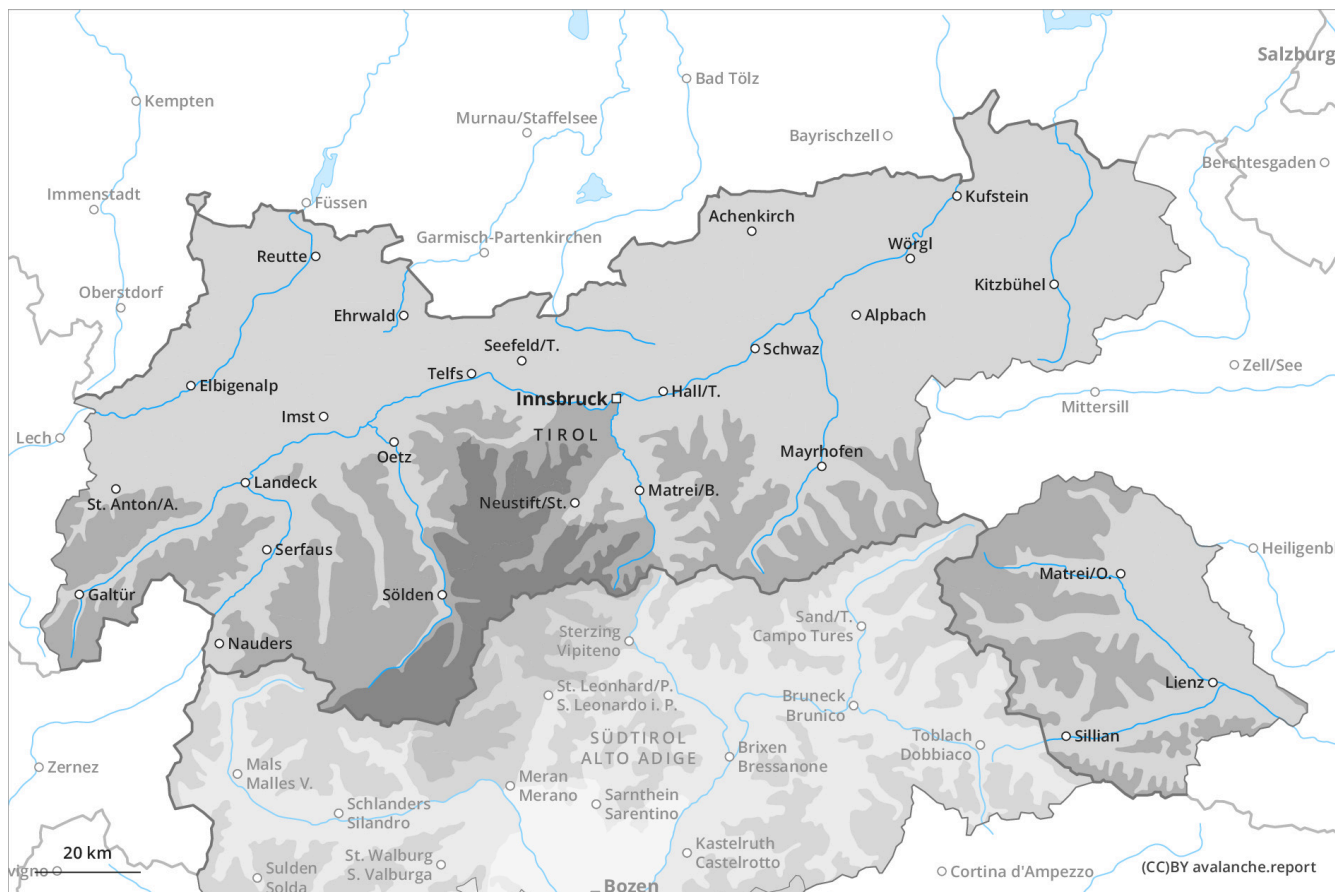 Salzburg
Kempten
Bad Tölz
Murnau/Staffelsee
Bayrischzell
Berchtesgaden
Immenstadt
Füssen
Kufstein
Achenkirch
Garmisch-Partenkirchen
Wörgl
Reutte
Kitzbühel
Oberstdorf
Ehrwald
Alpbach
Seefeld/T.
Schwaz
Telfs
Zell/See
Elbigenalp
Hall/T.
Innsbruck
Mittersill
Imst
Lech
TIROL
Oetz
Mayrhofen
Landeck
Matrei/B.
St. Anton/A.
Neustift/St.
Serfaus
Heiligenb
Matrei/O.
Galtür
Sölden
Sand/T.
Campo Tures
Sterzing
Vipiteno
Nauders
Lienz
St. Leonhard/P.
S. Leonardo i. P.
Bruneck
Brunico
SÜDTIROL
ALTO ADIGE
Toblach
Dobbiaco
Sillian
Brixen
Bressanone
Zernez
Mals
Malles V.
Meran
Merano
Schlanders
Silandro
Sarnthein
Sarentino
Kastelruth
Castelrotto
20 km
St. Walburg
S. Valburga
vigno
Sulden
Solda
Cortina d'Ampezzo
(CC)BY avalanche.report
Bozen